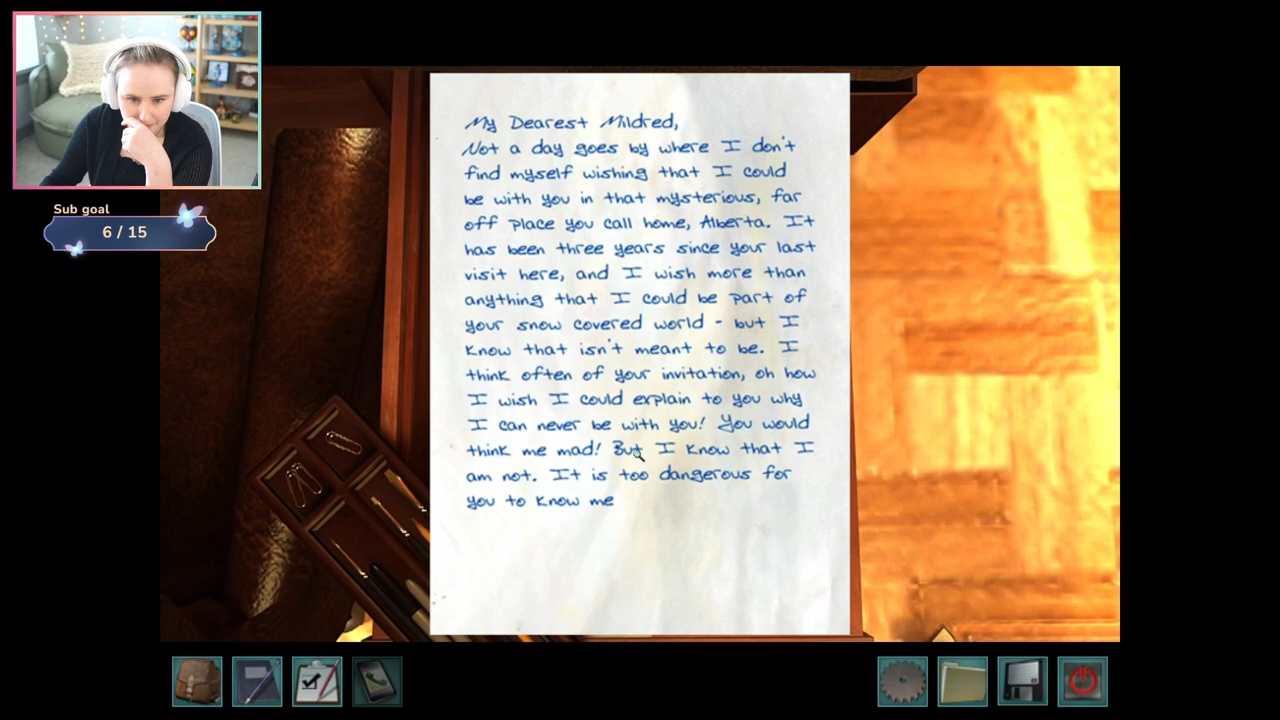 Sub goal
6 / 15
My Dearest Mildred,
Not a day goes by where I don't
find myself wishing that I could
be with you in that mysterious, far
off place you call home, Alberta. It
has been three years since your last
visit here, and I wish more than
anything that I could be part of
your snow covered world - but I
know that isn't meant to be. I
think often of your invitation, oh how
I wish I could explain to you why
I can never be with you! You would
think me mad! But I know that I
am not. It is too dangerous for
you to know me